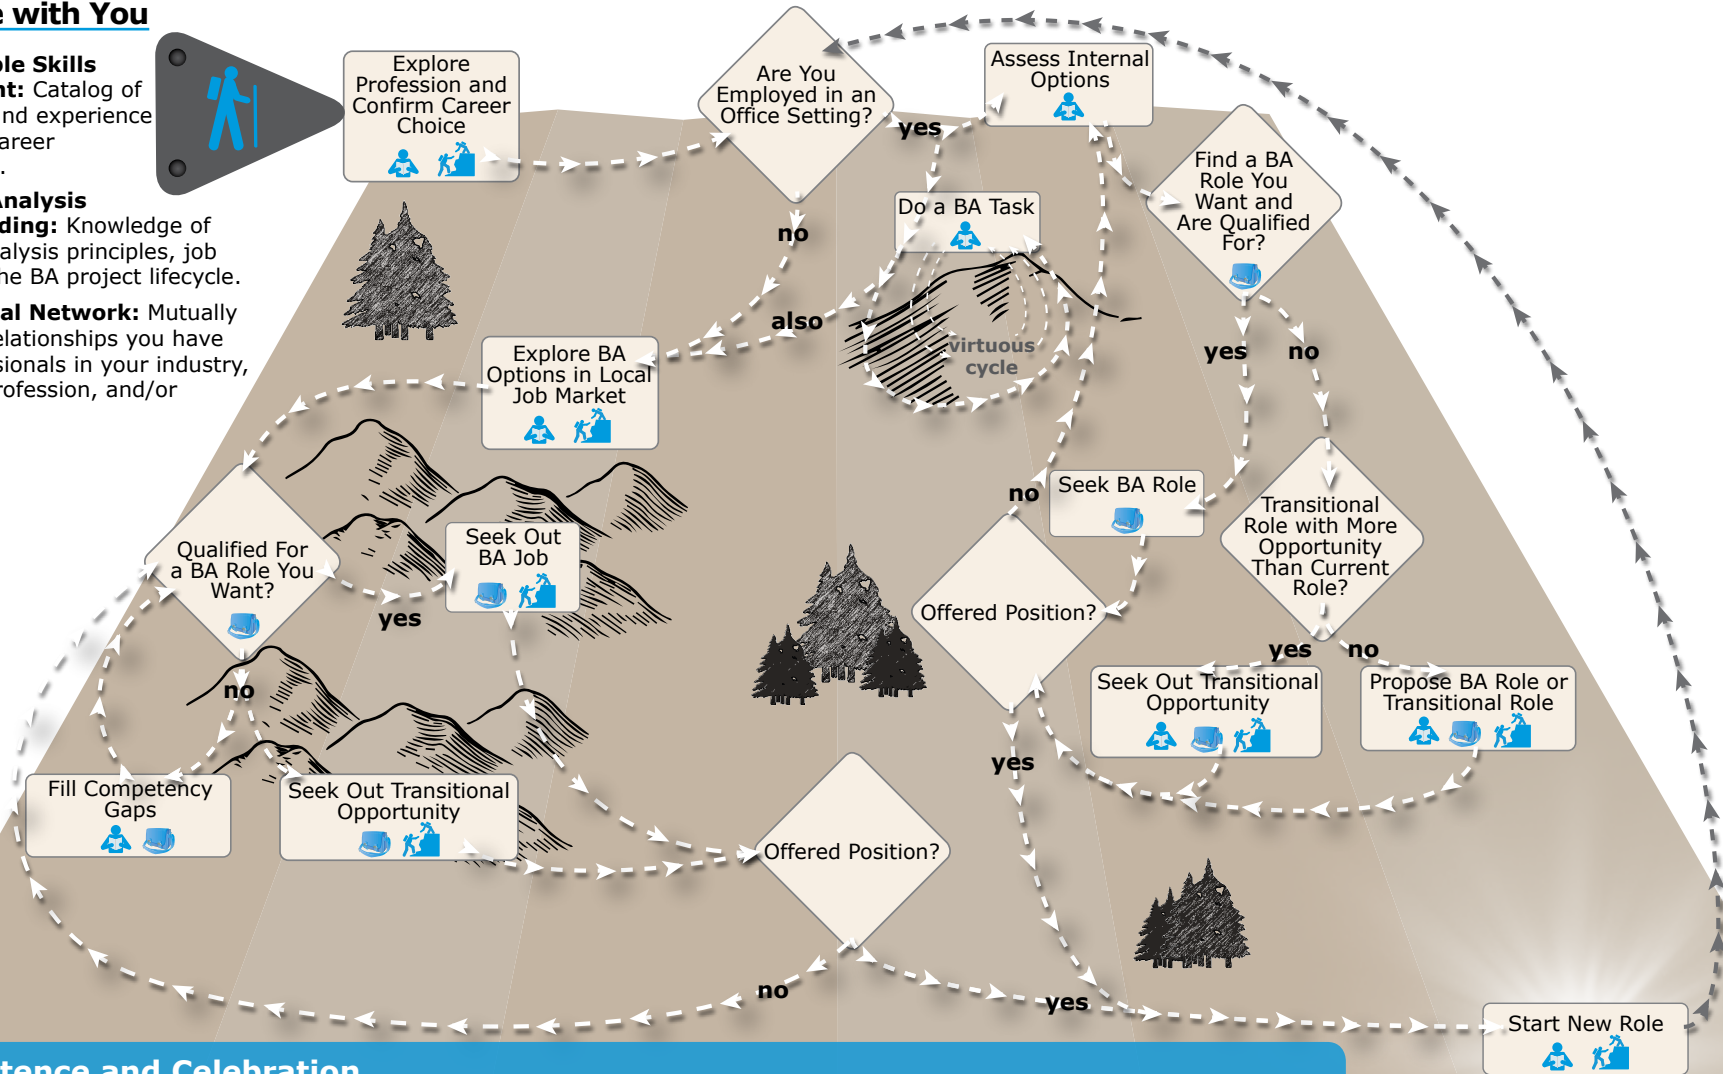 e with You
ole Skills
nt: Catalog of
nd experience
areer
.
Analysis
ding: Knowledge of
alysis principles, job
he BA project lifecycle.
al Network: Mutually
elationships you have
sionals in your industry,
rofession, and/or
Explore
Profession and
Confirm Career
Choice
Are You
Employed in an
Office Setting?
yes
no
Assess Internal
Options
Do a BA Task
also
virtuous
cycle
Find a BA
Role You
Want and
Are Qualified
For?
yes
no
Explore BA
Options in Local
Job Market
Qualified For
a BA Role You
Want?
yes
no
Seek Out
BA Job
Seek BA Role
no
Offered Position?
yes
Transitional
Role with More
Opportunity
Than Current
Role?
yes
no
Seek Out Transitional
Opportunity
Propose BA Role or
Transitional Role
Fill Competency
Gaps
Seek Out Transitional
Opportunity
Offered Position?
no
yes
Start New Role
tence and Celebration